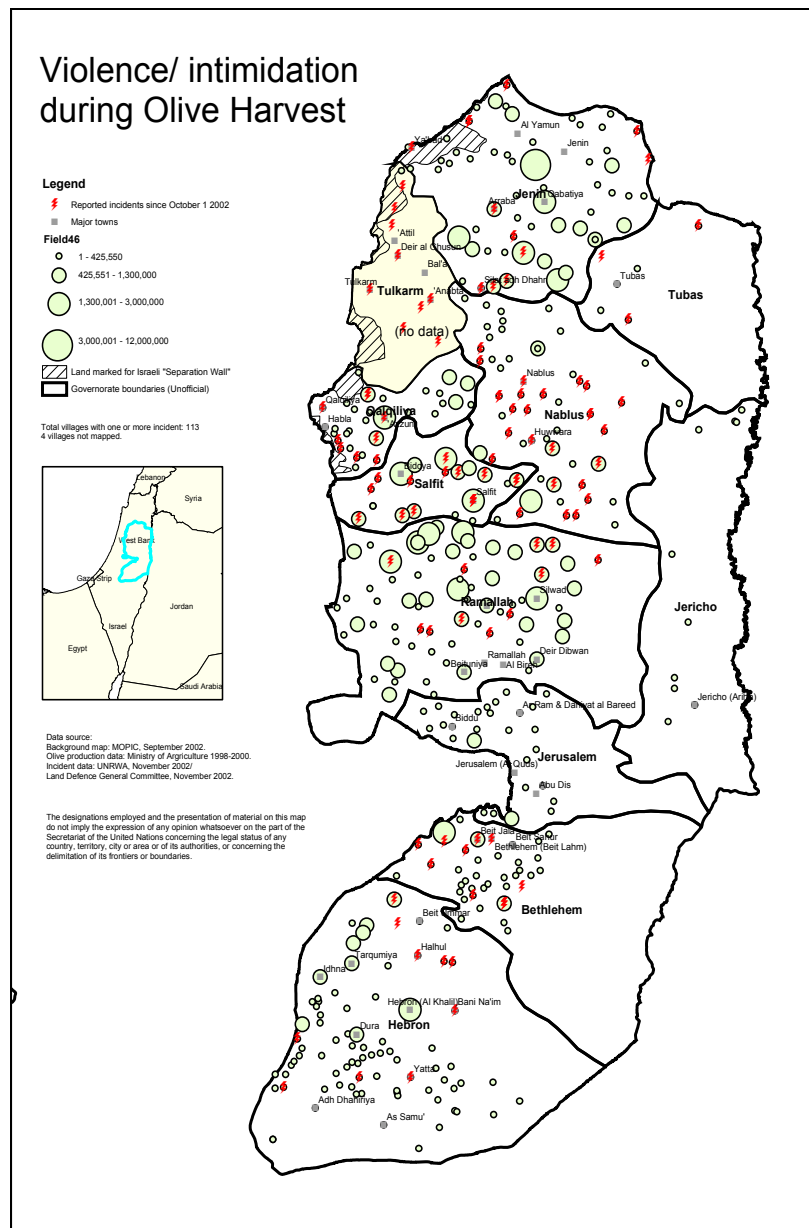 Violence/ intimidation
during Olive Harvest
Legend
Reported incidents since October 1 2002
Major towns
Field46
1 - 425,550
425,551 - 1,300,000
1,300,001 - 3,000,000
3,000,001 - 12,000,000
Land marked for Israeli "Separation Wall"
Governorate boundaries (Unofficial)
Total villages with one or more incident: 113
4 villages not mapped.
Lebanon
Syria
West Bank
Gaza Strip
Jordan
Israel
Egypt
Saudi Arabia
Data source:
Background map: MOPIC, September 2002.
Olive production data: Ministry of Argriculture 1998-2000.
Incident data: UNRWA, November 2002/
Land Defence General Committee, November 2002.
The designations employed and the presentation of material on this map
do not imply the expression of any opinion whatsoever on the part of the
Secretariat of the United Nations concerning the legal status of any
country, territory, city or area or of its authorities, or concerning the
delimitation of its frontiers or boundaries.
Al Yamun
Jenin
Jenin
Qabatiya
Arraba
'Attil
Deir al Ghusun
Bal'a
Tulkarm
Tulkarm
'Anabta
(no data)
Silat adh Dhahr
Tubas
Tubas
Nablus
Nablus
Huwwara
Qalqiliya
Qalqiliya
Habla
'Azzun
Biddya
Salfit
Salfit
Silwad
Ramallah
Ramallah
Al Bireh
Beituniya
Deir Dibwan
Jericho
Jericho (Ariha)
Ar Ram & Dahiyat al Bareed
Biddu
Jerusalem
Jerusalem (Al Quds)
Abu Dis
Beit Jala
Beit Sahur
Bethlehem (Beit Lahm)
Bethlehem
Beit Ummar
Halhul
Tarqumiya
Idhna
Hebron (Al Khalil)
Bani Na'im
Hebron
Dura
Yatta
Adh Dhahiriya
As Samu'